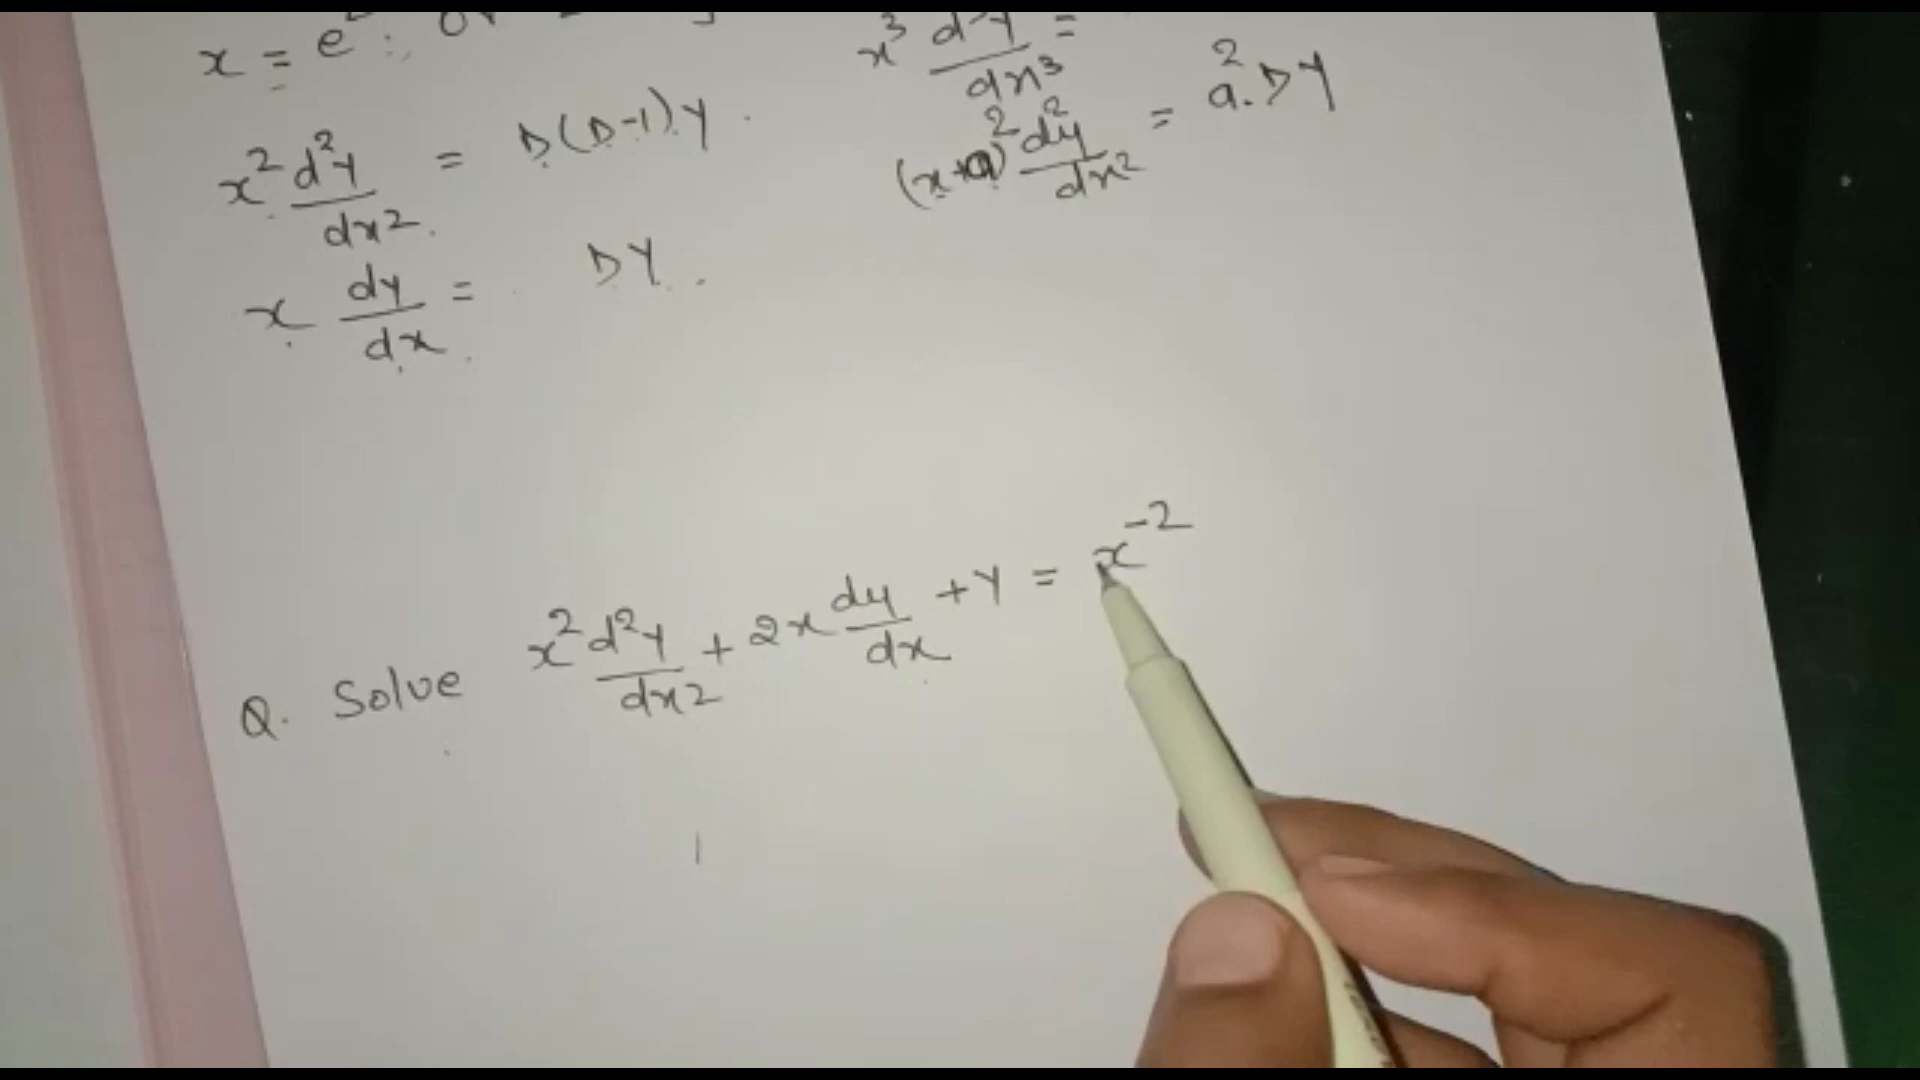 x = e
x³ d y/dx³ =
x² d²y/dx² = D(D-1)Y.
(x+a)² d²y/dx² = a².DY
x dy/dx = DY.
Q. Solve x² d²y/dx² + 2x dy/dx + y = x⁻²